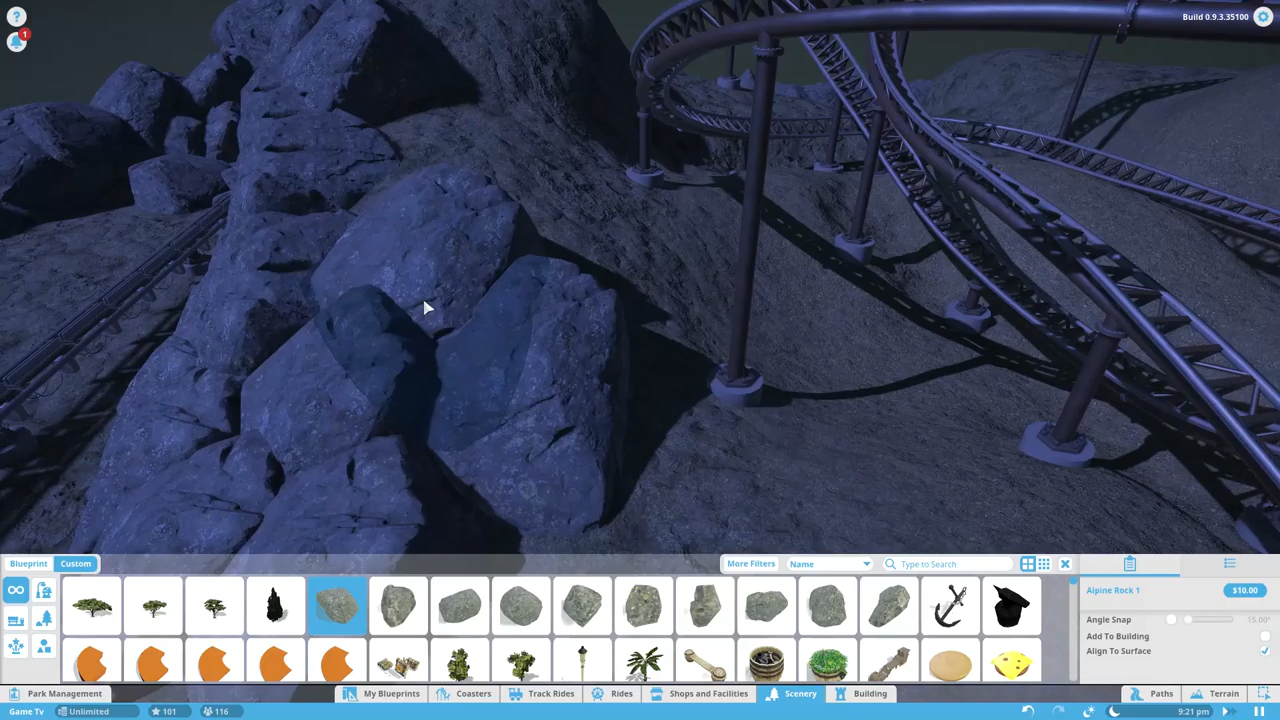 ?
Build 0.9.3.35100
1
Blueprint Custom
More Filters Name Type to Search
Alpine Rock 1 $10.00
Angle Snap 15.00°
Add To Building
Align To Surface
Park Management My Blueprints Coasters Track Rides Rides Shops and Facilities Scenery Building Paths Terrain
Game Tv Unlimited 101 116 9:21 pm